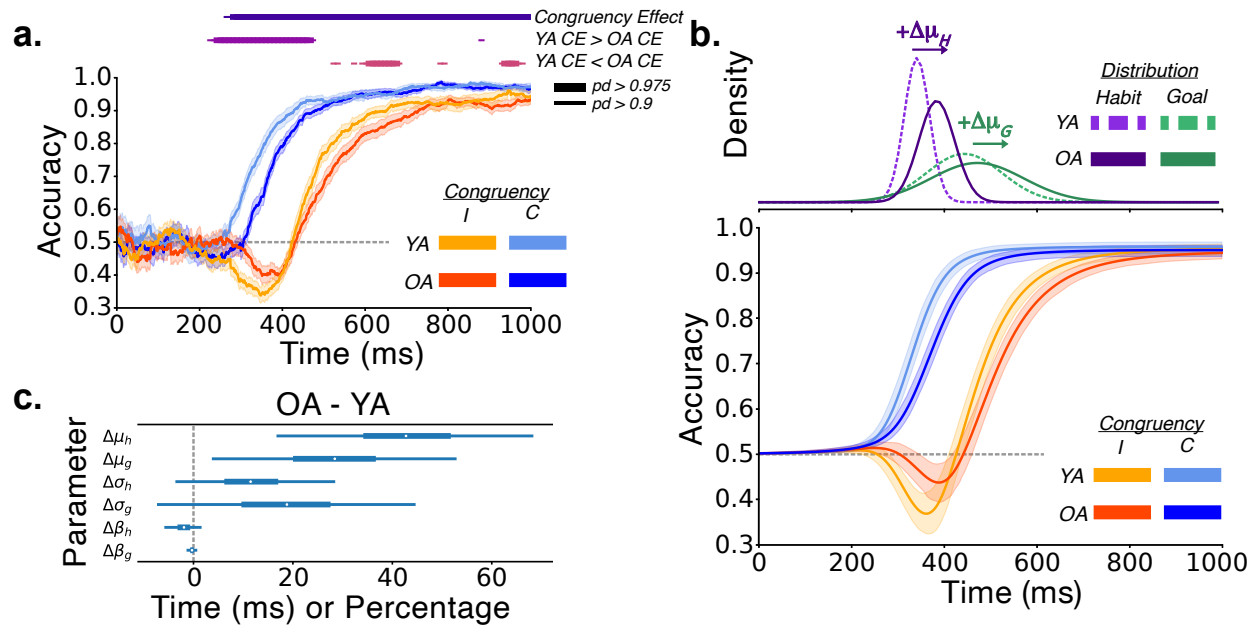 a.
Congruency Effect
YA CE > OA CE
YA CE < OA CE
pd > 0.975
pd > 0.9
1.0
0.9
0.8
0.7
0.6
0.5
0.4
0.3
Accuracy
0 200 400 600 800 1000
Time (ms)
Congruency
I C
YA
OA
b.
+Δμ_H
+Δμ_G
Density
Distribution
Habit Goal
YA
OA
1.0
0.9
0.8
0.7
0.6
0.5
0.4
0.3
Accuracy
0 200 400 600 800 1000
Time (ms)
Congruency
I C
YA
OA
c.
OA - YA
Parameter
Δμ_h
Δμ_g
Δσ_h
Δσ_g
Δβ_h
Δβ_g
0 20 40 60
Time (ms) or Percentage